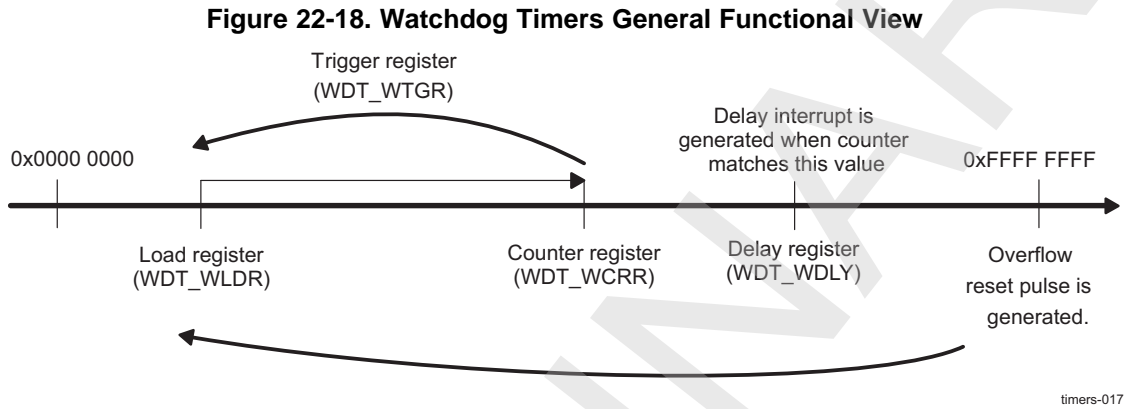 Figure 22-18. Watchdog Timers General Functional View
Trigger register
(WDT_WTGR)
Delay interrupt is
generated when counter
matches this value
0x0000 0000
0xFFFF FFFF
Load register
(WDT_WLDR)
Counter register
(WDT_WCRR)
Delay register
(WDT_WDLY)
Overflow
reset pulse is
generated.
timers-017